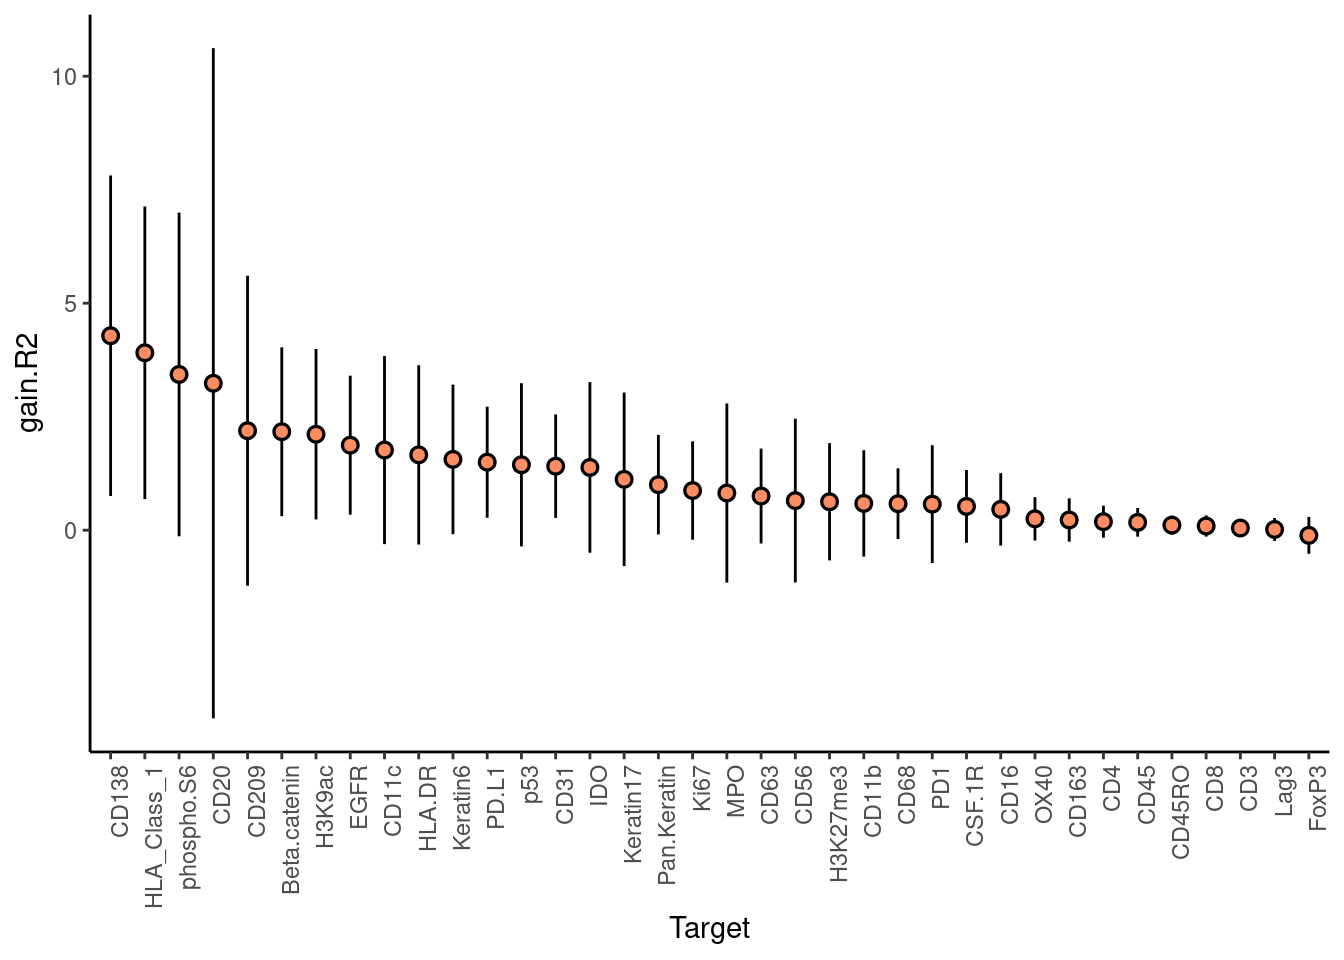 gain.R2
10
5
0
CD138
HLA_Class_1
phospho.S6
CD20
CD209
Beta.catenin
H3K9ac
EGFR
CD11c
HLA.DR
Keratin6
PD.L1
p53
CD31
IDO
Keratin17
Pan.Keratin
Ki67
MPO
CD63
CD56
H3K27me3
CD11b
CD68
PD1
CSF.1R
CD16
OX40
CD163
CD4
CD45
CD45RO
CD8
CD3
Lag3
FoxP3
Target